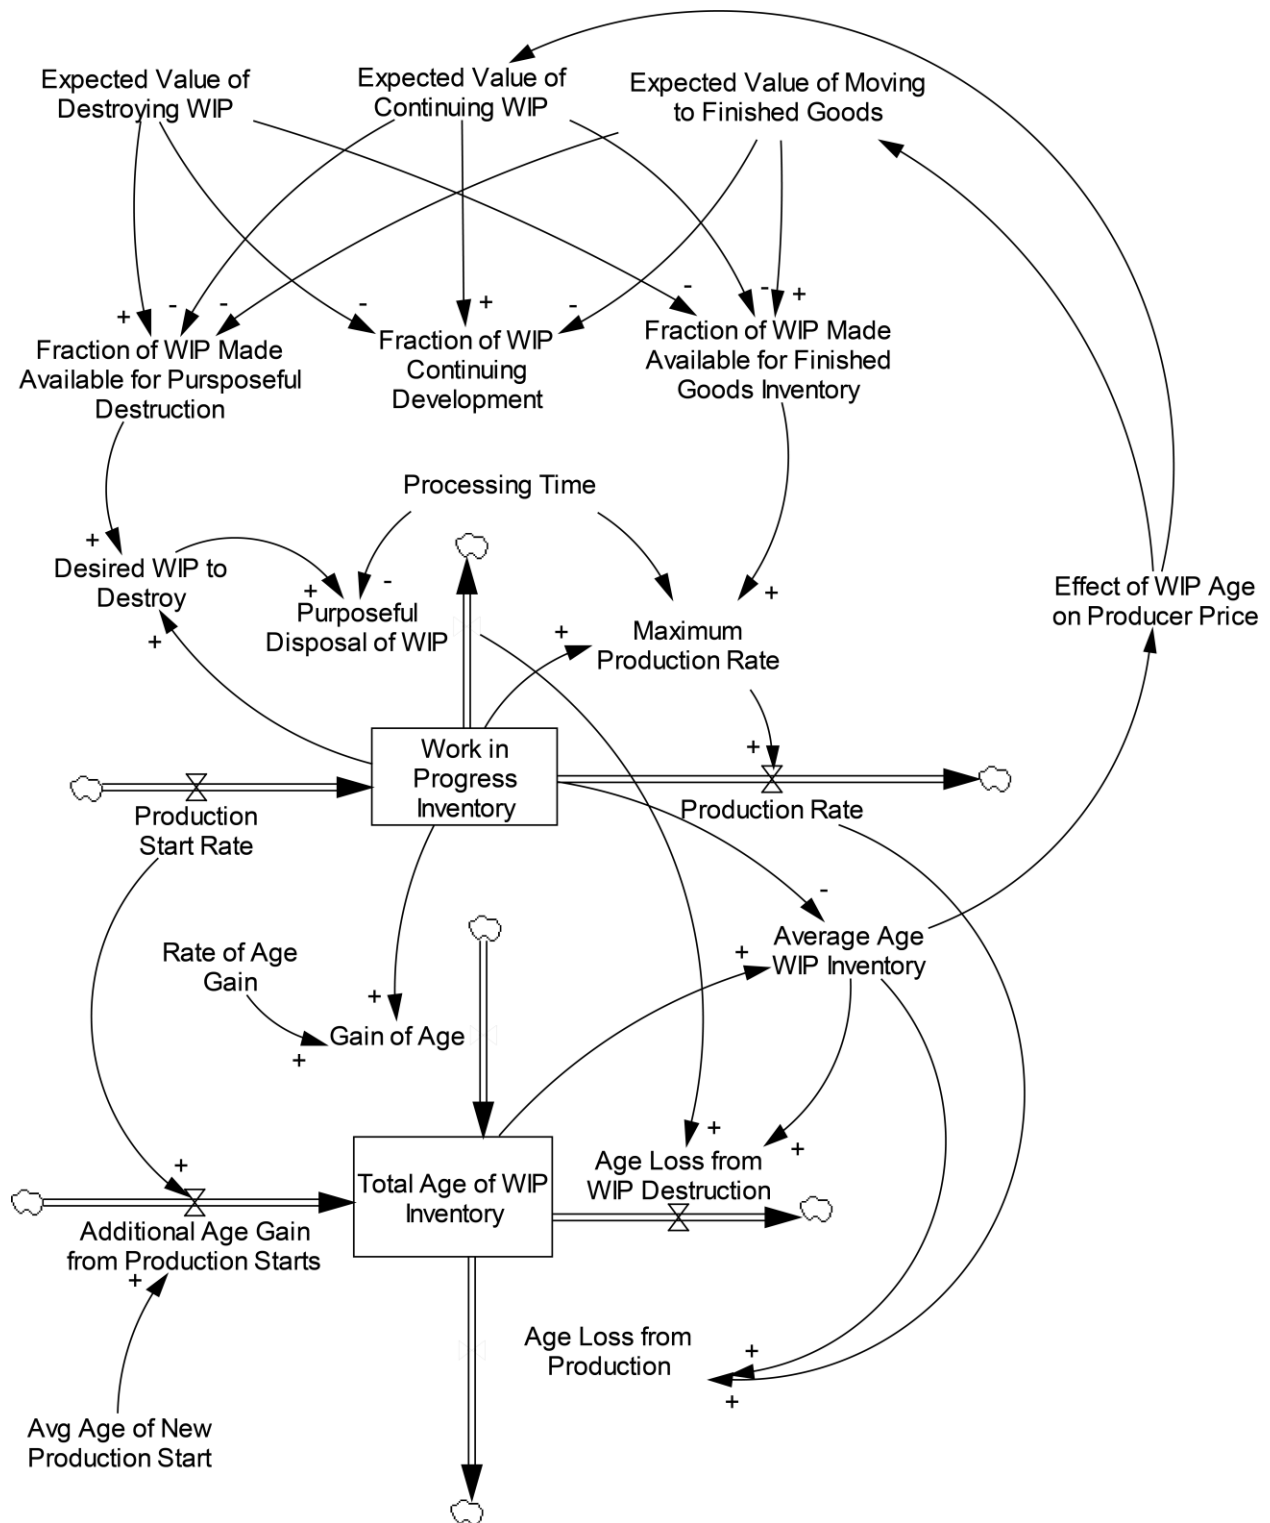 Expected Value of
Destroying WIP
Expected Value of
Continuing WIP
Expected Value of Moving
to Finished Goods
+
-
-
-
+
-
-
-
+
Fraction of WIP Made
Available for Pursposeful
Destruction
Fraction of WIP
Continuing
Development
Fraction of WIP Made
Available for Finished
Goods Inventory
Processing Time
+
Desired WIP to
Destroy
+
+
-
Purposeful
Disposal of WIP
+
+
Maximum
Production Rate
Effect of WIP Age
on Producer Price
Work in
Progress
Inventory
+
Production
Start Rate
Production Rate
-
Average Age
WIP Inventory
+
Rate of Age
Gain
+
+
Gain of Age
+
+
Age Loss from
WIP Destruction
+
Total Age of WIP
Inventory
Additional Age Gain
from Production Starts
+
Age Loss from
Production
+
+
Avg Age of New
Production Start